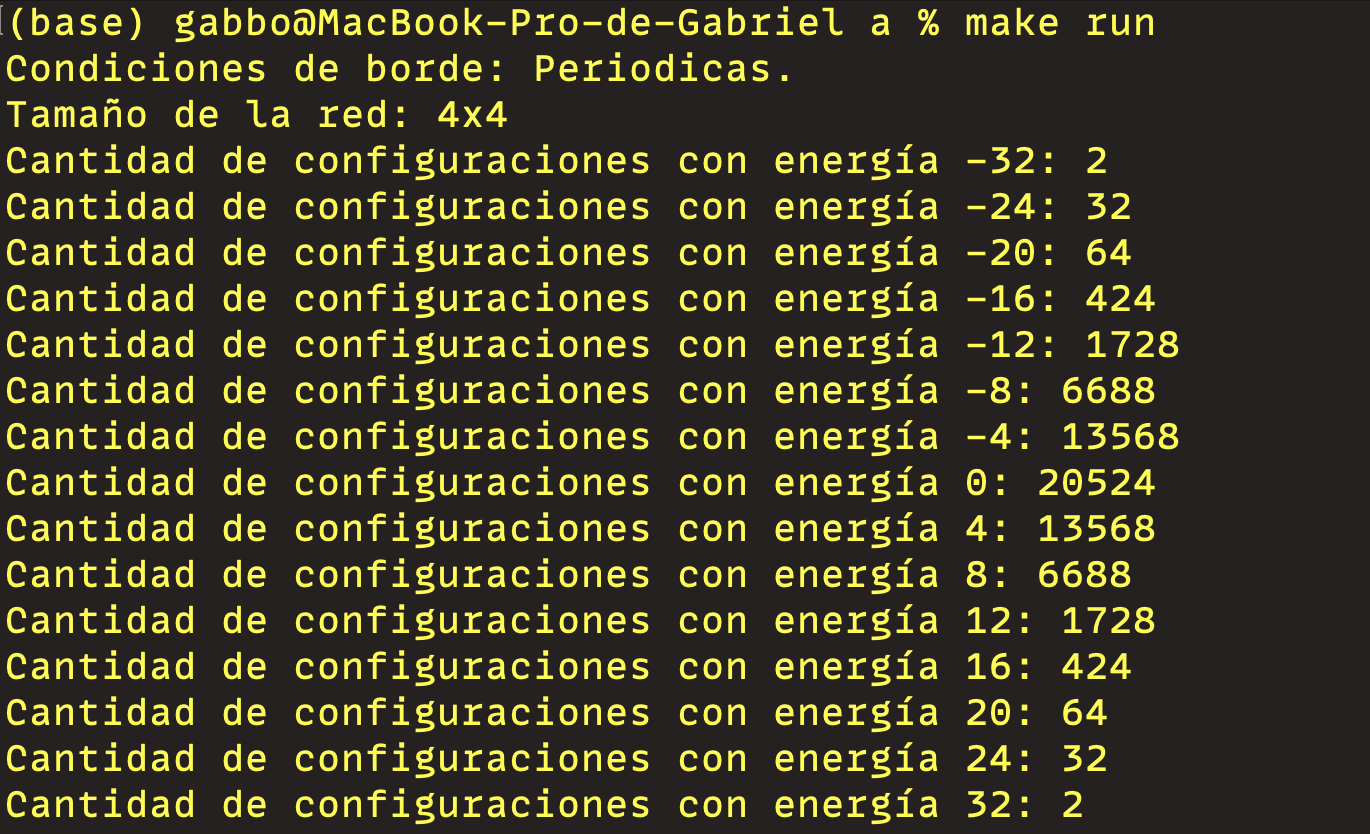 (base) gabbo@MacBook-Pro-de-Gabriel a % make run
Condiciones de borde: Periodicas.
Tamaño de la red: 4x4
Cantidad de configuraciones con energía -32: 2
Cantidad de configuraciones con energía -24: 32
Cantidad de configuraciones con energía -20: 64
Cantidad de configuraciones con energía -16: 424
Cantidad de configuraciones con energía -12: 1728
Cantidad de configuraciones con energía -8: 6688
Cantidad de configuraciones con energía -4: 13568
Cantidad de configuraciones con energía 0: 20524
Cantidad de configuraciones con energía 4: 13568
Cantidad de configuraciones con energía 8: 6688
Cantidad de configuraciones con energía 12: 1728
Cantidad de configuraciones con energía 16: 424
Cantidad de configuraciones con energía 20: 64
Cantidad de configuraciones con energía 24: 32
Cantidad de configuraciones con energía 32: 2